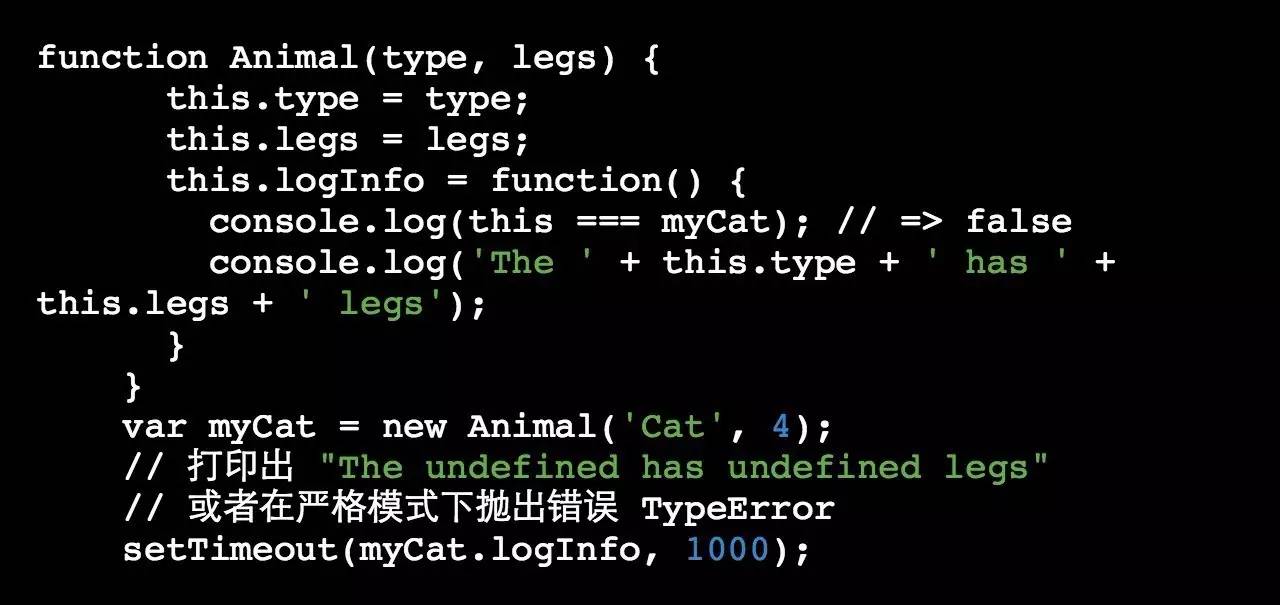 function Animal(type, legs) {
      this.type = type;
      this.legs = legs;
      this.logInfo = function() {
        console.log(this === myCat); // => false
        console.log('The ' + this.type + ' has ' +
this.legs + ' legs');
      }
    }
    var myCat = new Animal('Cat', 4);
    // 打印出 "The undefined has undefined legs"
    // 或者在严格模式下抛出错误 TypeError
    setTimeout(myCat.logInfo, 1000);